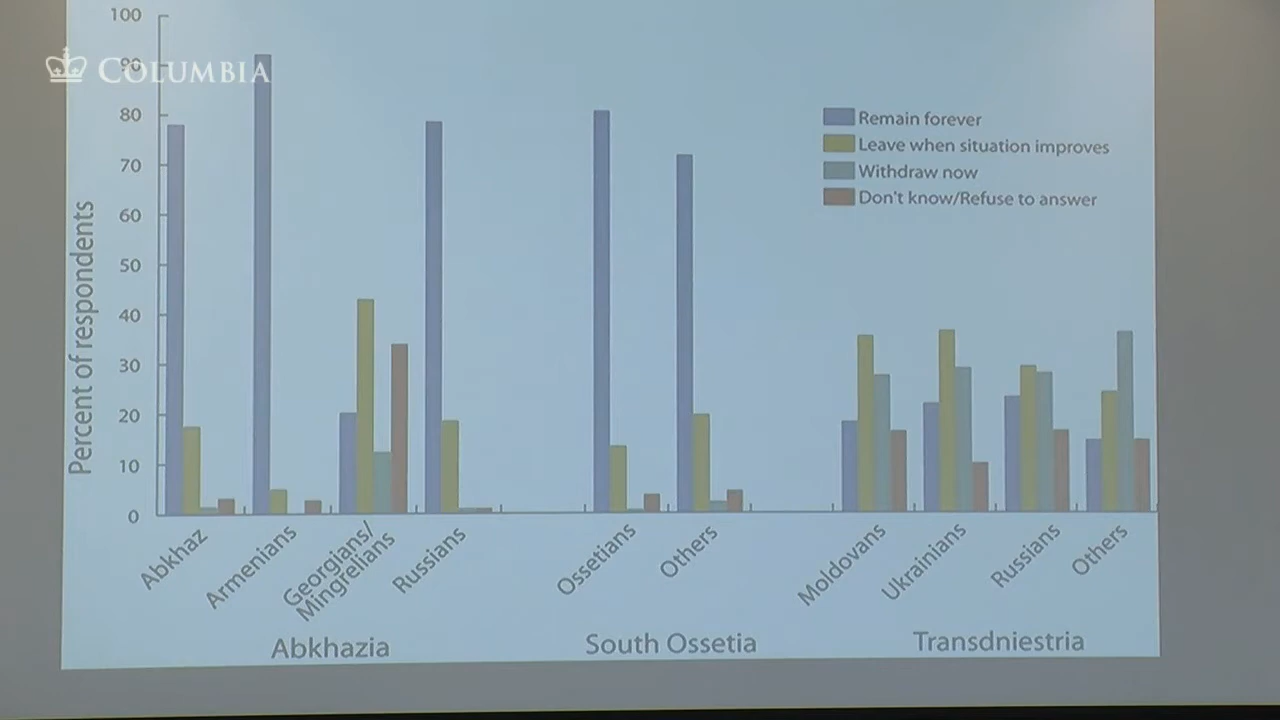 COLUMBIA
Percent of respondents
100
90
80
70
60
50
40
30
20
10
0
Remain forever
Leave when situation improves
Withdraw now
Don't know/Refuse to answer
Abkhaz
Armenians
Georgians/
Mingrelians
Russians
Ossetians
Others
Moldovans
Ukrainians
Russians
Others
Abkhazia
South Ossetia
Transdniestria